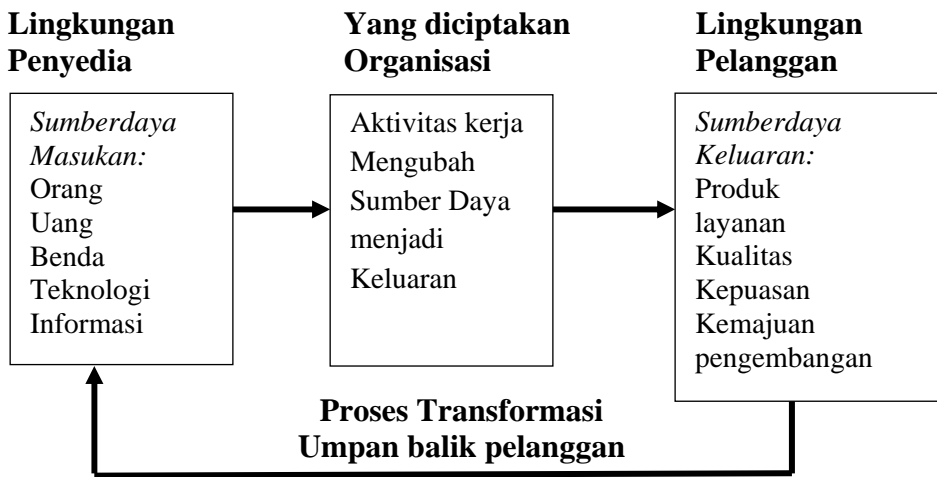 Lingkungan
Penyedia
Yang diciptakan
Organisasi
Lingkungan
Pelanggan
Sumberdaya
Masukan:
Orang
Uang
Benda
Teknologi
Informasi
Aktivitas kerja
Mengubah
Sumber Daya
menjadi
Keluaran
Sumberdaya
Keluaran:
Produk
layanan
Kualitas
Kepuasan
Kemajuan
pengembangan
Proses Transformasi
Umpan balik pelanggan